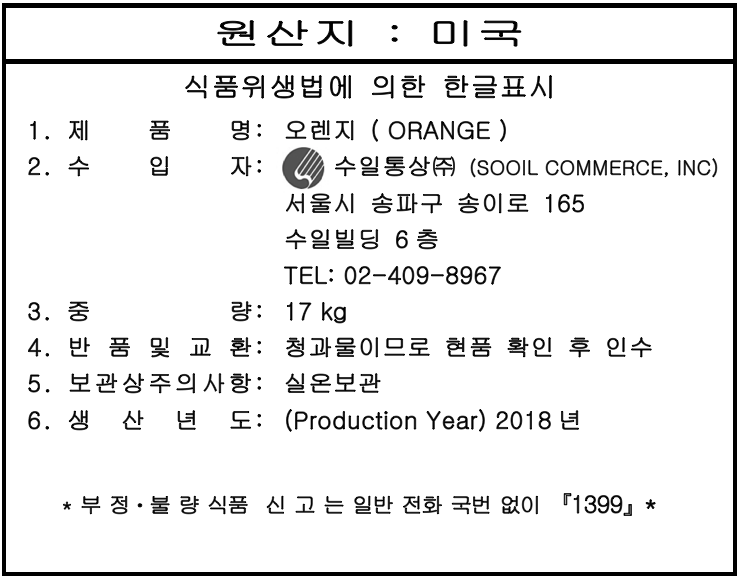 원산지 : 미국
식품위생법에 의한 한글표시
1. 제 품 명: 오렌지 ( ORANGE )
2. 수 입 자: 수일통상㈜ (SOOIL COMMERCE, INC)
서울시 송파구 송이로 165
수일빌딩 6 층
TEL: 02-409-8967
3. 중 량: 17 kg
4. 반 품 및 교 환: 청과물이므로 현품 확인 후 인수
5. 보관상주의사항: 실온보관
6. 생 산 년 도: (Production Year) 2018 년
* 부 정・불 량 식품 신 고 는 일반 전화 국번 없이 『1399』*